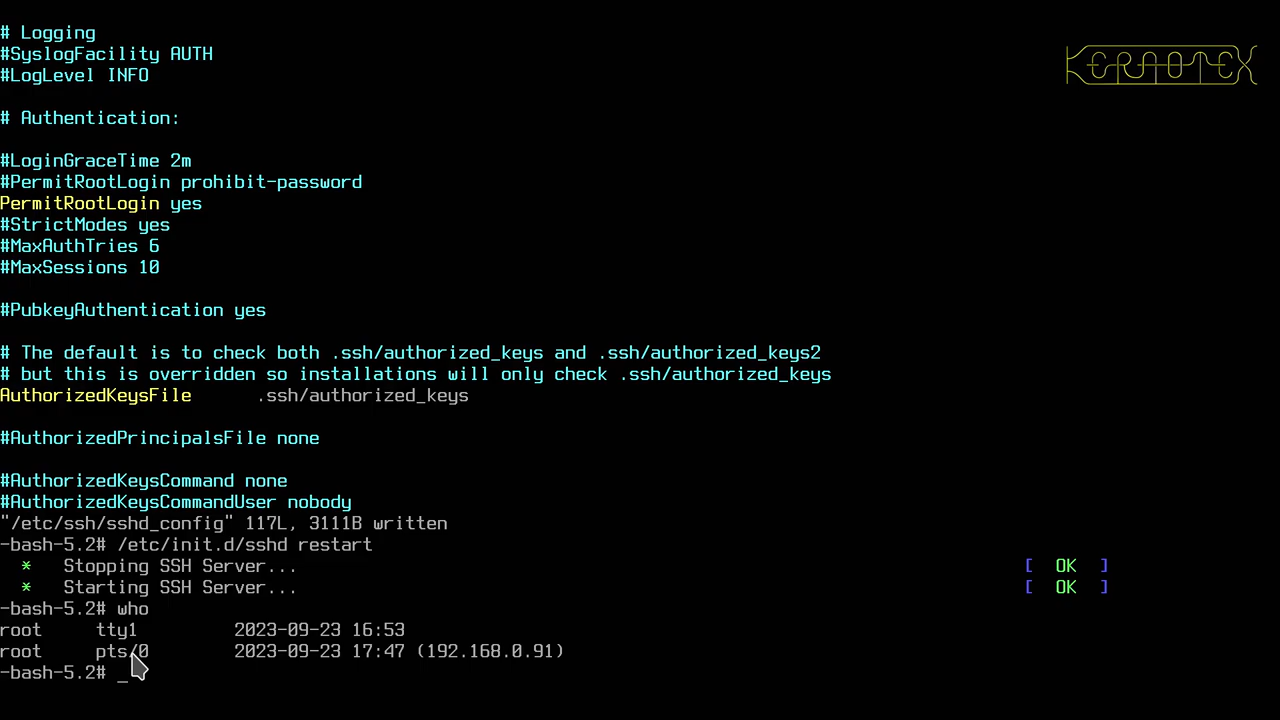 # Logging
#SyslogFacility AUTH
#LogLevel INFO
KERAOTEX
# Authentication:
#LoginGraceTime 2m
#PermitRootLogin prohibit-password
PermitRootLogin yes
#StrictModes yes
#MaxAuthTries 6
#MaxSessions 10
#PubkeyAuthentication yes
# The default is to check both .ssh/authorized_keys and .ssh/authorized_keys2
# but this is overridden so installations will only check .ssh/authorized_keys
AuthorizedKeysFile      .ssh/authorized_keys
#AuthorizedPrincipalsFile none
#AuthorizedKeysCommand none
#AuthorizedKeysCommandUser nobody
"/etc/ssh/sshd_config" 117L, 3111B written
-bash-5.2# /etc/init.d/sshd restart
  *   Stopping SSH Server...                                                                    [  OK  ]
  *   Starting SSH Server...                                                                    [  OK  ]
-bash-5.2# who
root     tty1         2023-09-23 16:53
root     pts/0        2023-09-23 17:47 (192.168.0.91)
-bash-5.2# _